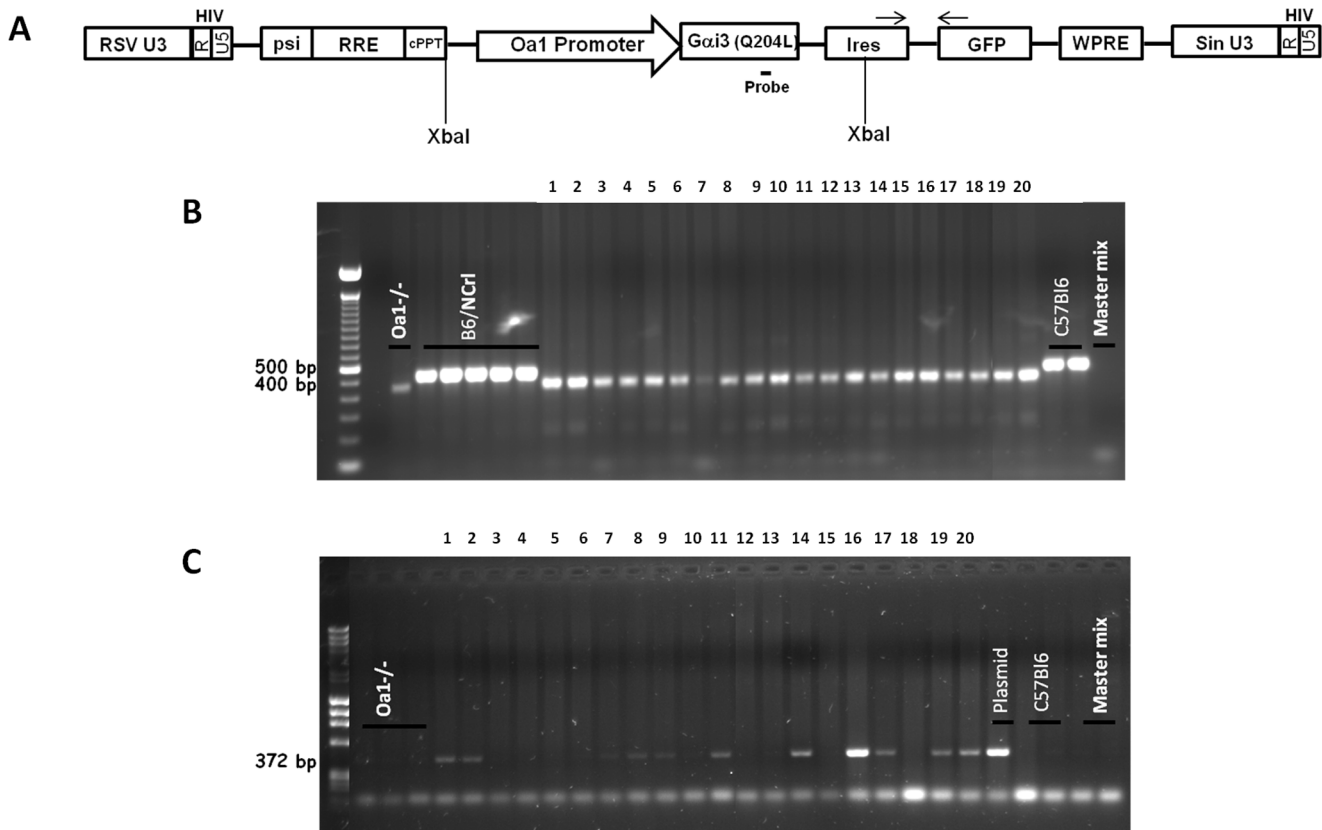 A
HIV
HIV
RSV U3
R
U5
psi
RRE
cPPT
Oa1 Promoter
Gαi3 (Q204L)
Ires
GFP
WPRE
Sin U3
R
U5
Probe
XbaI
XbaI
B
1 2 3 4 5 6 7 8 9 10 11 12 13 14 15 16 17 18 19 20
Oa1-/-
B6/NCrl
C57Bl6
Master mix
500 bp
400 bp
C
1 2 3 4 5 6 7 8 9 10 11 12 13 14 15 16 17 18 19 20
Oa1-/-
Plasmid
C57Bl6
Master mix
372 bp